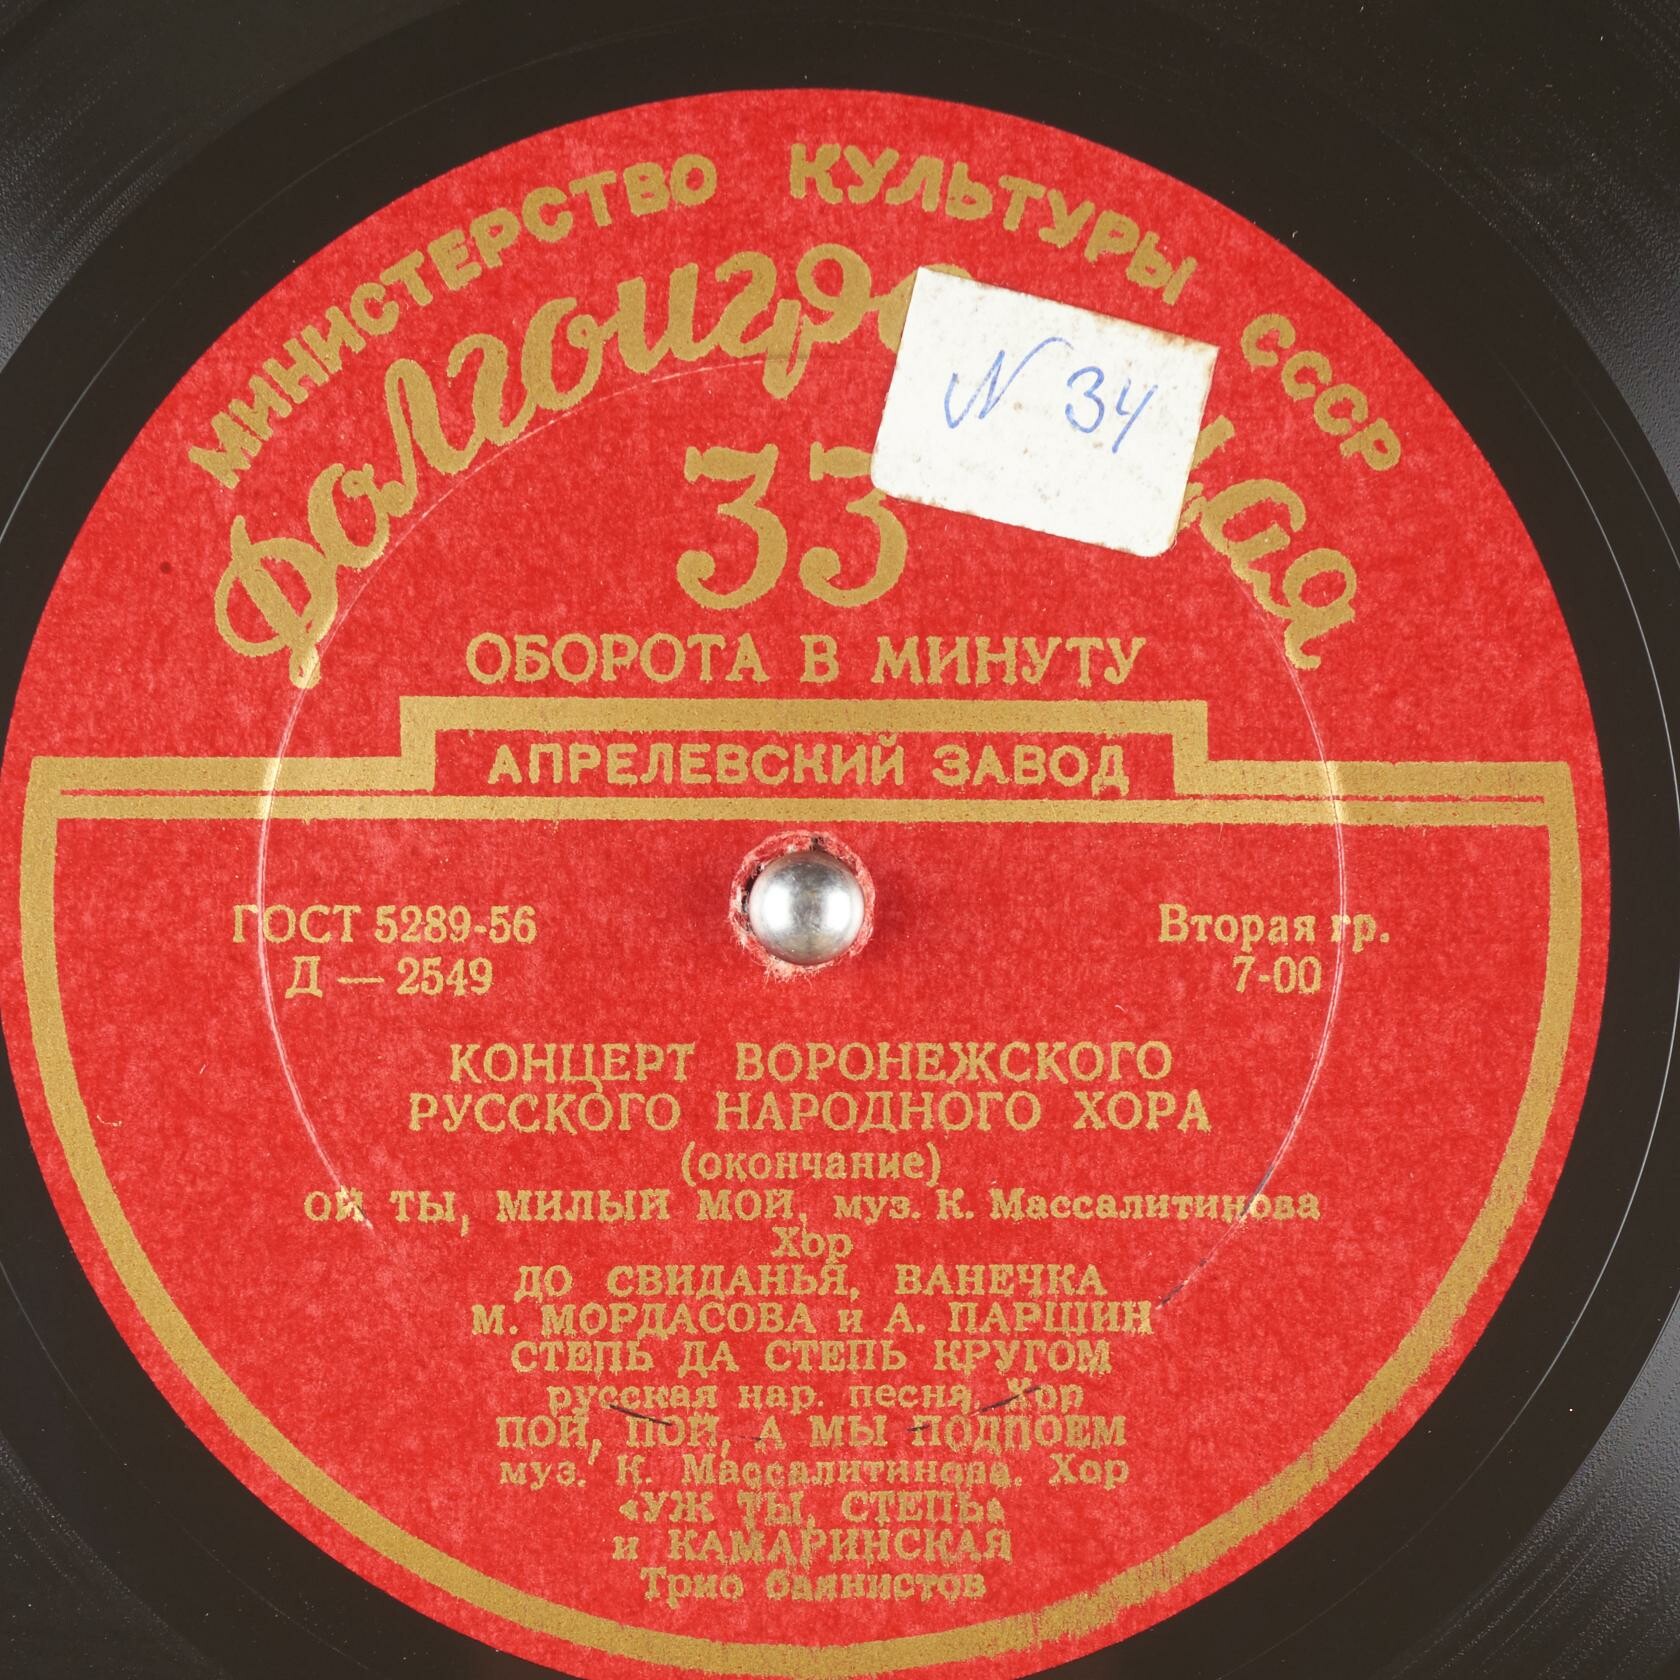 МИНИСТЕРСТВО КУЛЬТУРЫ СССР
N 34
33
ОБОРОТА В МИНУТУ
АПРЕЛЕВСКИЙ ЗАВОД
ГОСТ 5289-56
Д — 2549
Вторая гр.
7-00
КОНЦЕРТ ВОРОНЕЖСКОГО
РУССКОГО НАРОДНОГО ХОРА
(окончание)
ОЙ ТЫ, МИЛЫЙ МОЙ, муз. К. Массалитинова
Хор
ДО СВИДАНЬЯ, ВАНЕЧКА
М. МОРДАСОВА и А. ПАРШИН
СТЕПЬ ДА СТЕПЬ КРУГОМ
русская нар. песня, Хор
ПОЙ, ПОЙ, А МЫ ПОДПОЕМ
муз. К. Массалитинова. Хор
«УЖ ТЫ, СТЕПЬ»
и КАМАРИНСКАЯ
Трио баянистов